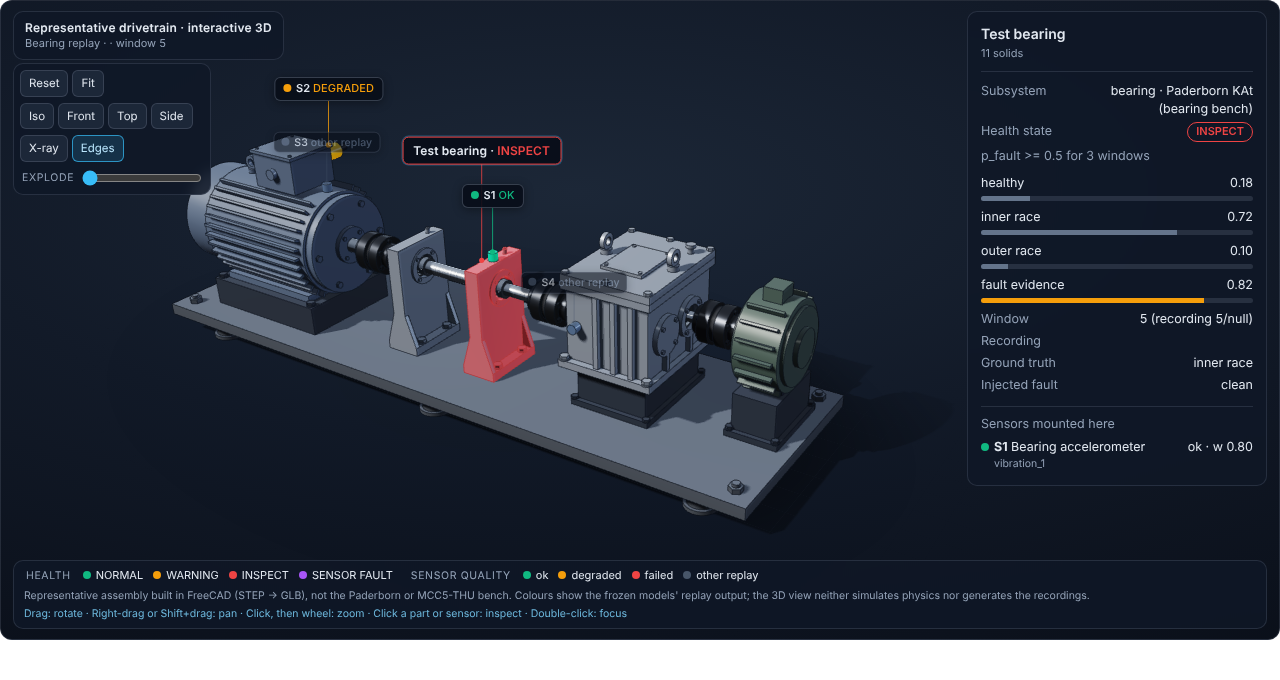 Representative drivetrain · interactive 3D
Bearing replay · · window 5
Reset Fit
Iso Front Top Side
X-ray Edges
EXPLODE
S2 DEGRADED
S3 other replay
Test bearing · INSPECT
S1 OK
S4 other replay
Test bearing
11 solids
Subsystem bearing · Paderborn KAt
(bearing bench)
Health state INSPECT
p_fault >= 0.5 for 3 windows
healthy 0.18
inner race 0.72
outer race 0.10
fault evidence 0.82
Window 5 (recording 5/null)
Recording
Ground truth inner race
Injected fault clean
Sensors mounted here
S1 Bearing accelerometer ok · w 0.80
vibration_1
HEALTH NORMAL WARNING INSPECT SENSOR FAULT SENSOR QUALITY ok degraded failed other replay
Representative assembly built in FreeCAD (STEP → GLB), not the Paderborn or MCC5-THU bench. Colours show the frozen models' replay output; the 3D view neither simulates physics nor generates the recordings.
Drag: rotate · Right-drag or Shift+drag: pan · Click, then wheel: zoom · Click a part or sensor: inspect · Double-click: focus